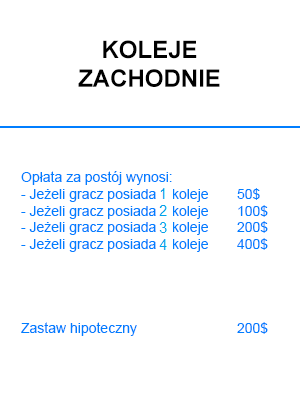 KOLEJE
ZACHODNIE
Opłata za postój wynosi:
- Jeżeli gracz posiada 1 koleje 50$
- Jeżeli gracz posiada 2 koleje 100$
- Jeżeli gracz posiada 3 koleje 200$
- Jeżeli gracz posiada 4 koleje 400$
Zastaw hipoteczny 200$